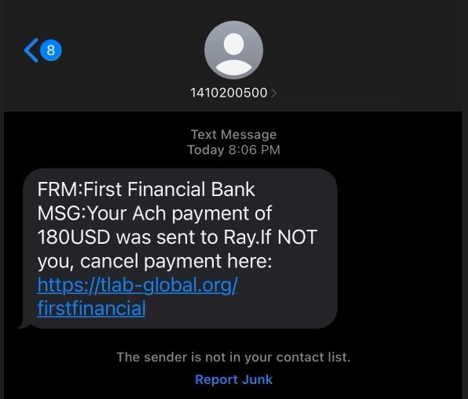 8
1410200500 >
Text Message
Today 8:06 PM
FRM:First Financial Bank
MSG:Your Ach payment of
180USD was sent to Ray.If NOT
you, cancel payment here:
https://tlab-global.org/
firstfinancial
The sender is not in your contact list.
Report Junk